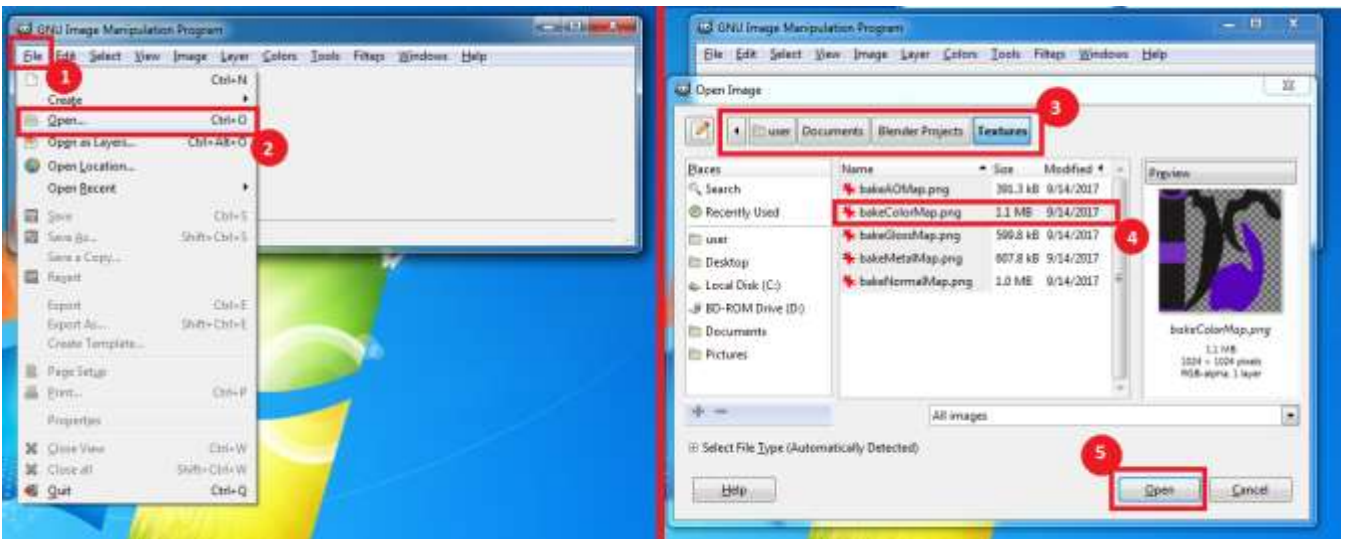 GNU Image Manipulation Program
File Edit Select View Image Layer Colors Tools Filters Windows Help
1
Ctrl+N
Create
Open... Ctrl+O
2
Open as Layers... Ctrl+Alt+O
Open Location...
Open Recent
Save Ctrl+S
Save As... Shift+Ctrl+S
Save a Copy...
Revert
Export Ctrl+E
Export As... Shift+Ctrl+E
Create Template...
Page Setup
Print... Ctrl+P
Properties
Close View Ctrl+W
Close all Shift+Ctrl+W
Quit Ctrl+Q
GNU Image Manipulation Program
File Edit Select View Image Layer Colors Tools Filters Windows Help
Open Image
3
user Documents Blender Projects Textures
Places
Search
Recently Used
user
Desktop
Local Disk (C:)
BD-ROM Drive (D:)
Documents
Pictures
Name Size Modified
bakeAOMap.png 391.3 kB 9/14/2017
bakeColorMap.png 1.1 MB 9/14/2017
4
bakeGlossMap.png 599.8 kB 9/14/2017
bakeMetalMap.png 607.8 kB 9/14/2017
bakeNormalMap.png 1.0 MB 9/14/2017
Preview
bakeColorMap.png
1.1 MB
1024 × 1024 pixels
RGB-alpha, 1 layer
All images
Select File Type (Automatically Detected)
5
Help Open Cancel